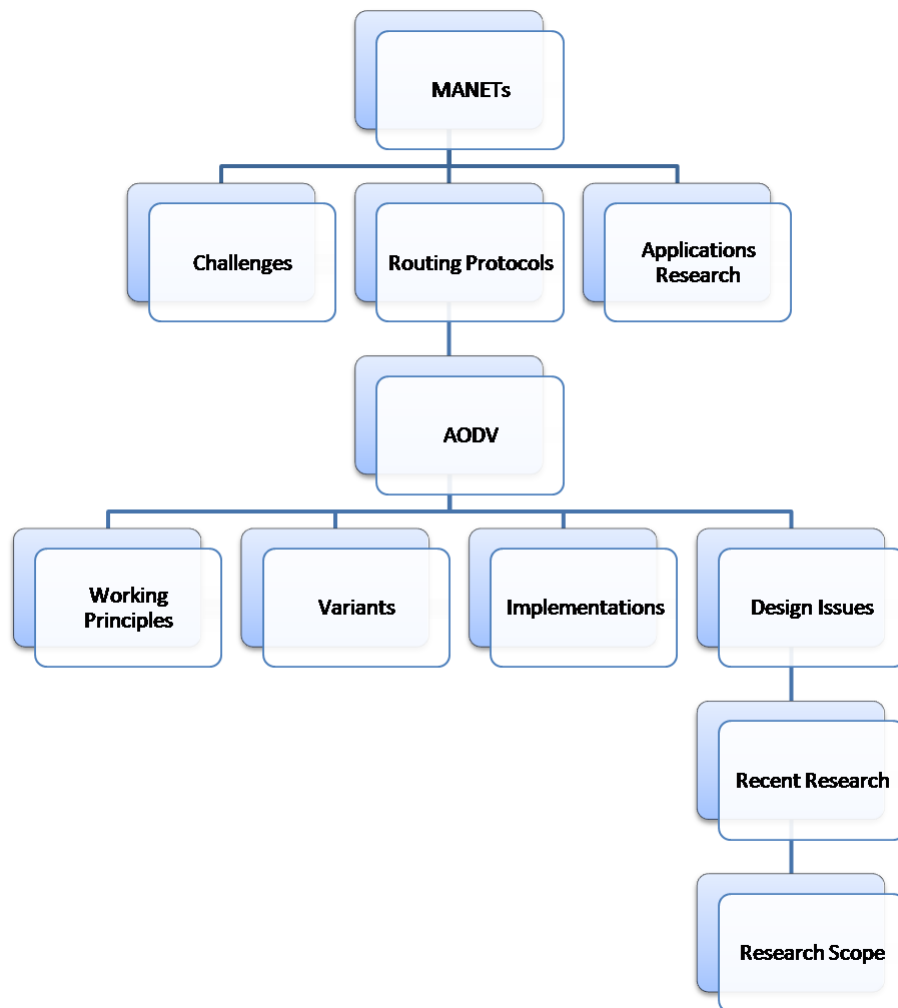 MANETs
Challenges
Routing Protocols
Applications
Research
AODV
Working
Principles
Variants
Implementations
Design Issues
Recent Research
Research Scope